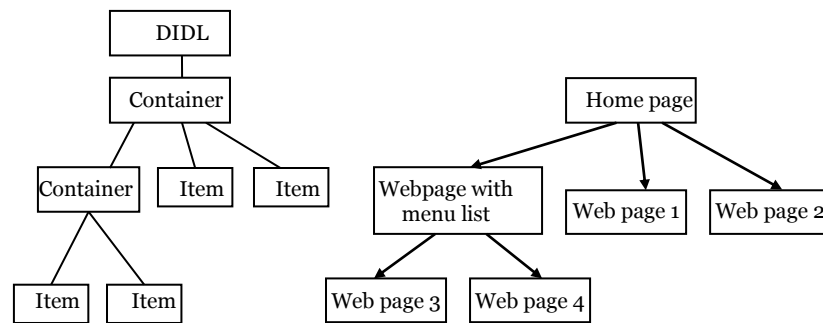 DIDL
Container
Home page
Container
Item
Item
Webpage with
menu list
Web page 1
Web page 2
Item
Item
Web page 3
Web page 4